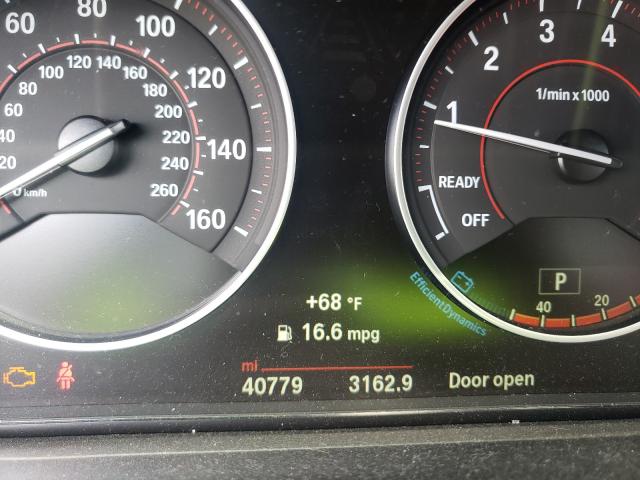 60 80 100 120 140 160
20 40 60 80 100 120 140 160 180 200 220 240 260
0 km/h
1 2 3 4
1/min x 1000
READY
OFF
P
EfficientDynamics
40 20
+68 °F
16.6 mpg
mi
40779 3162.9 Door open